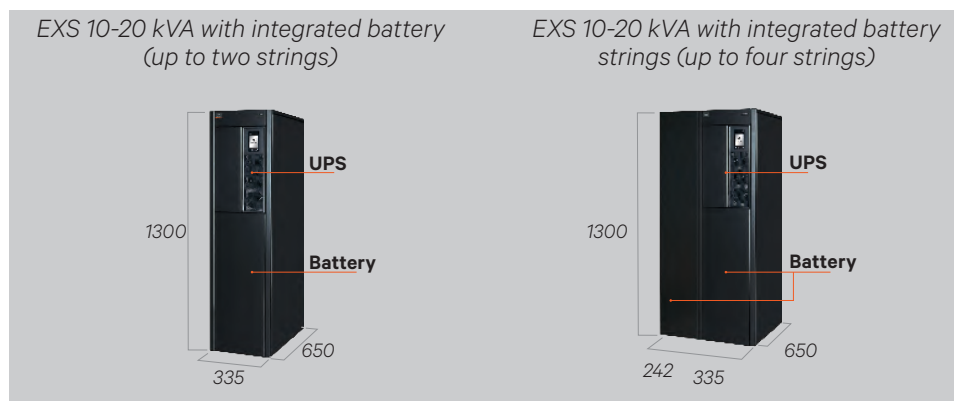 EXS 10-20 kVA with integrated battery
(up to two strings)
UPS
1300
Battery
650
335
EXS 10-20 kVA with integrated battery
strings (up to four strings)
UPS
1300
Battery
650
242
335